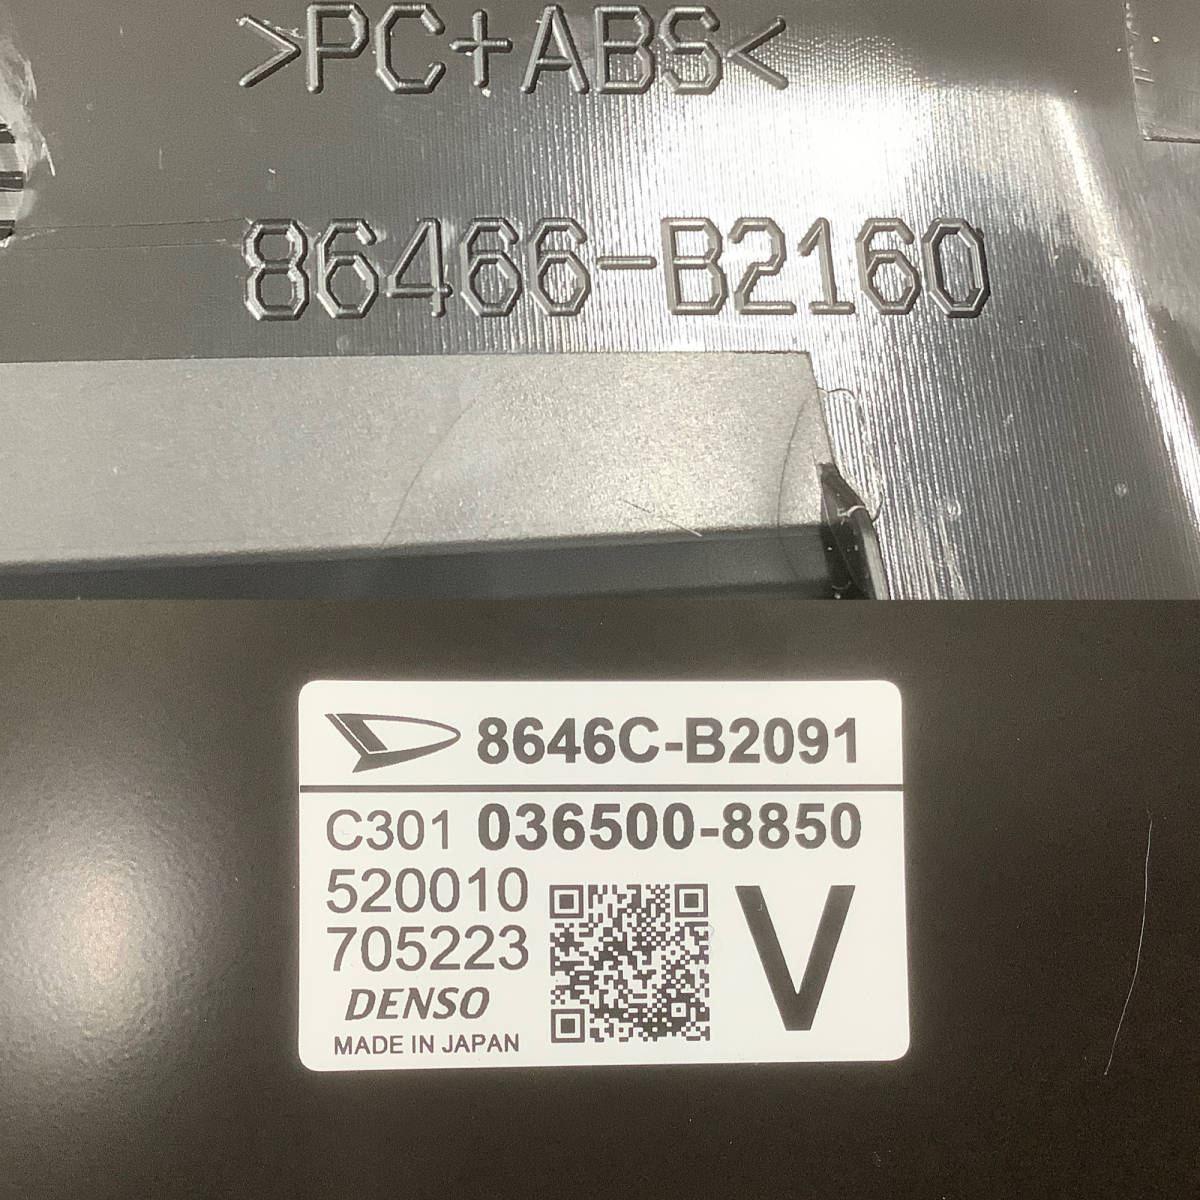 >PC+ABS<
86466-B2160
8646C-B2091
C301 036500-8850
520010
705223
V
DENSO
MADE IN JAPAN